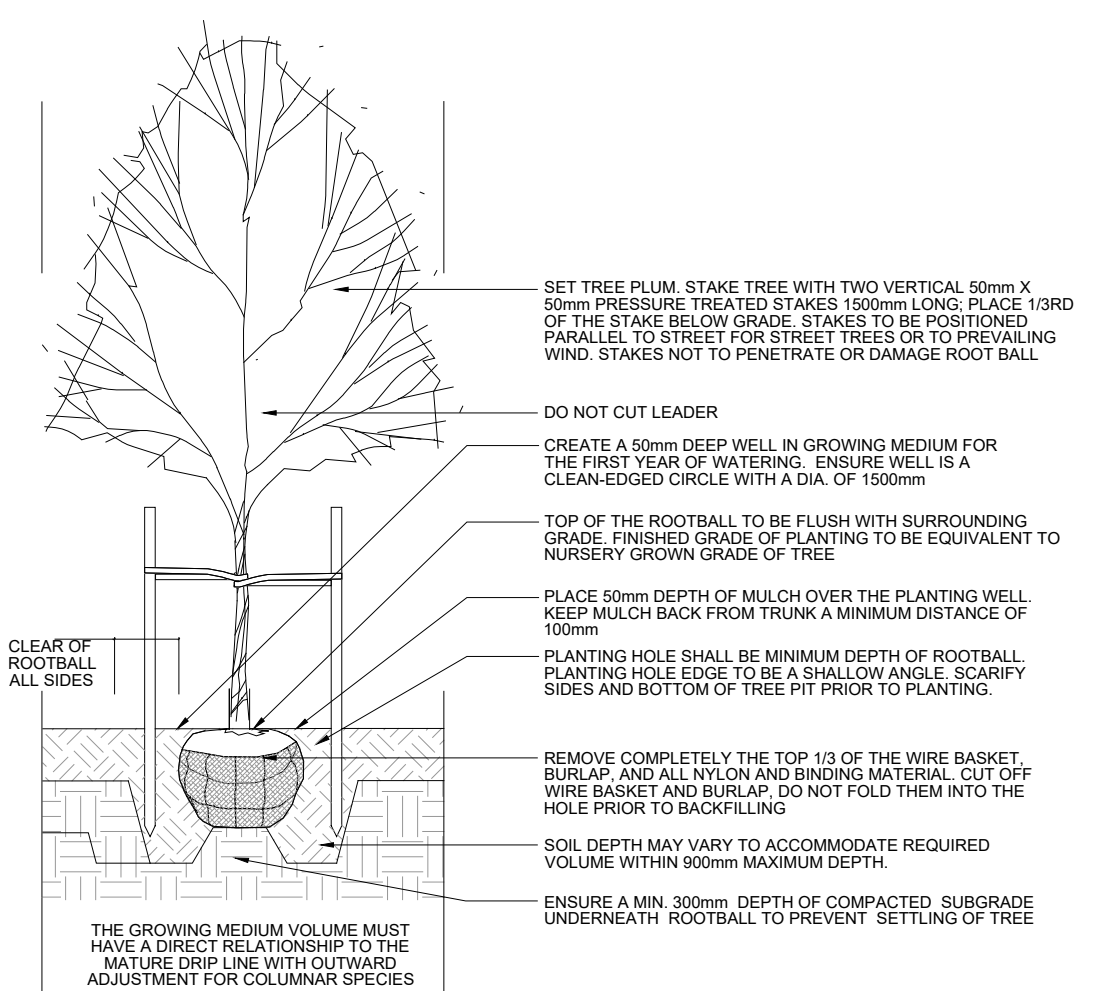 SET TREE PLUM. STAKE TREE WITH TWO VERTICAL 50mm X
50mm PRESSURE TREATED STAKES 1500mm LONG; PLACE 1/3RD
OF THE STAKE BELOW GRADE. STAKES TO BE POSITIONED
PARALLEL TO STREET FOR STREET TREES OR TO PREVAILING
WIND. STAKES NOT TO PENETRATE OR DAMAGE ROOT BALL
DO NOT CUT LEADER
CREATE A 50mm DEEP WELL IN GROWING MEDIUM FOR
THE FIRST YEAR OF WATERING. ENSURE WELL IS A
CLEAN-EDGED CIRCLE WITH A DIA. OF 1500mm
TOP OF THE ROOTBALL TO BE FLUSH WITH SURROUNDING
GRADE. FINISHED GRADE OF PLANTING TO BE EQUIVALENT TO
NURSERY GROWN GRADE OF TREE
PLACE 50mm DEPTH OF MULCH OVER THE PLANTING WELL.
KEEP MULCH BACK FROM TRUNK A MINIMUM DISTANCE OF
100mm
CLEAR OF
ROOTBALL
ALL SIDES
PLANTING HOLE SHALL BE MINIMUM DEPTH OF ROOTBALL.
PLANTING HOLE EDGE TO BE A SHALLOW ANGLE. SCARIFY
SIDES AND BOTTOM OF TREE PIT PRIOR TO PLANTING.
REMOVE COMPLETELY THE TOP 1/3 OF THE WIRE BASKET,
BURLAP, AND ALL NYLON AND BINDING MATERIAL. CUT OFF
WIRE BASKET AND BURLAP, DO NOT FOLD THEM INTO THE
HOLE PRIOR TO BACKFILLING
SOIL DEPTH MAY VARY TO ACCOMMODATE REQUIRED
VOLUME WITHIN 900mm MAXIMUM DEPTH.
ENSURE A MIN. 300mm DEPTH OF COMPACTED SUBGRADE
UNDERNEATH ROOTBALL TO PREVENT SETTLING OF TREE
THE GROWING MEDIUM VOLUME MUST
HAVE A DIRECT RELATIONSHIP TO THE
MATURE DRIP LINE WITH OUTWARD
ADJUSTMENT FOR COLUMNAR SPECIES